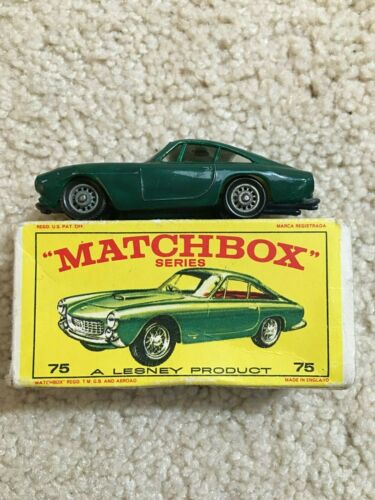 REGD. U.S. PAT. OFF. MARCA REGISTRADA
"MATCHBOX"
SERIES
75 75
A LESNEY PRODUCT
"MATCHBOX" REGD. T.M. G.B. AND ABROAD MADE IN ENGLAND